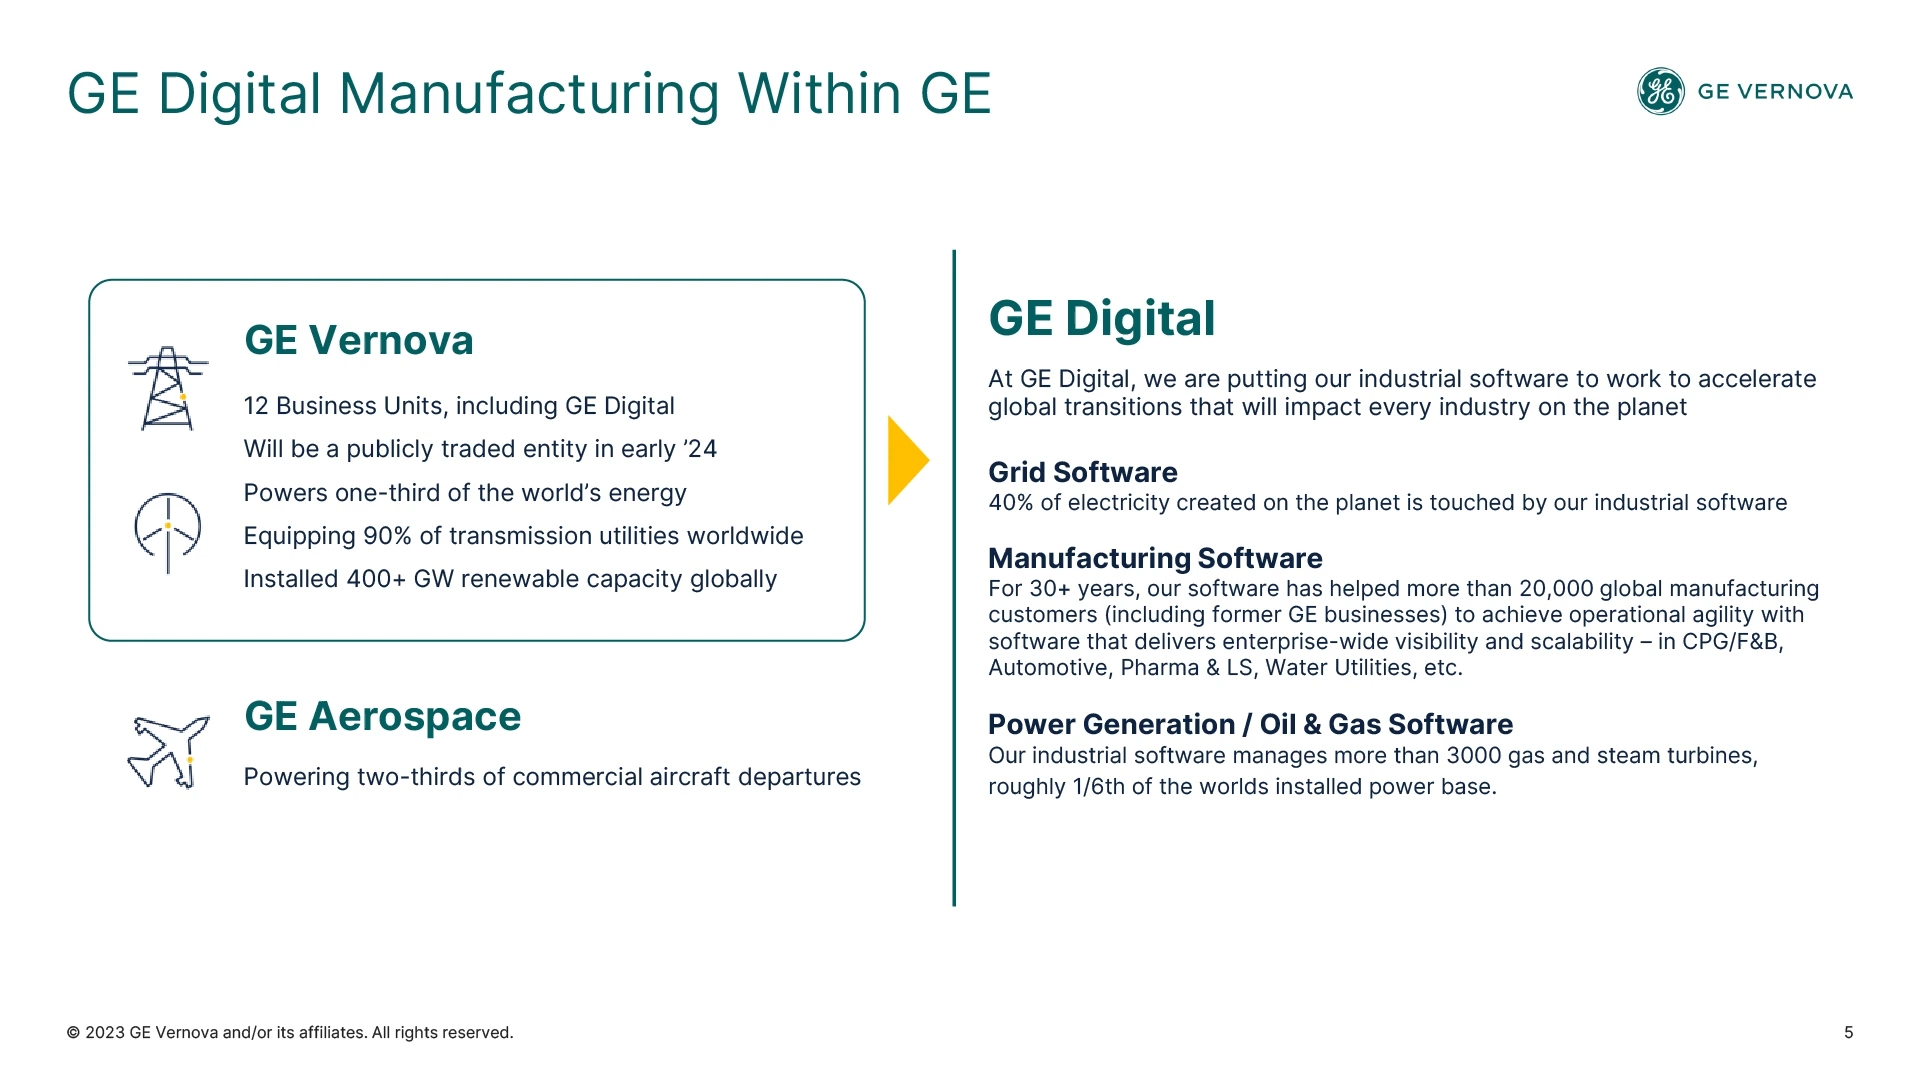 GE Digital Manufacturing Within GE
GE VERNOVA
GE Vernova
12 Business Units, including GE Digital
Will be a publicly traded entity in early ’24
Powers one-third of the world’s energy
Equipping 90% of transmission utilities worldwide
Installed 400+ GW renewable capacity globally
GE Aerospace
Powering two-thirds of commercial aircraft departures
GE Digital
At GE Digital, we are putting our industrial software to work to accelerate
global transitions that will impact every industry on the planet
Grid Software
40% of electricity created on the planet is touched by our industrial software
Manufacturing Software
For 30+ years, our software has helped more than 20,000 global manufacturing
customers (including former GE businesses) to achieve operational agility with
software that delivers enterprise-wide visibility and scalability – in CPG/F&B,
Automotive, Pharma & LS, Water Utilities, etc.
Power Generation / Oil & Gas Software
Our industrial software manages more than 3000 gas and steam turbines,
roughly 1/6th of the worlds installed power base.
© 2023 GE Vernova and/or its affiliates. All rights reserved.
5